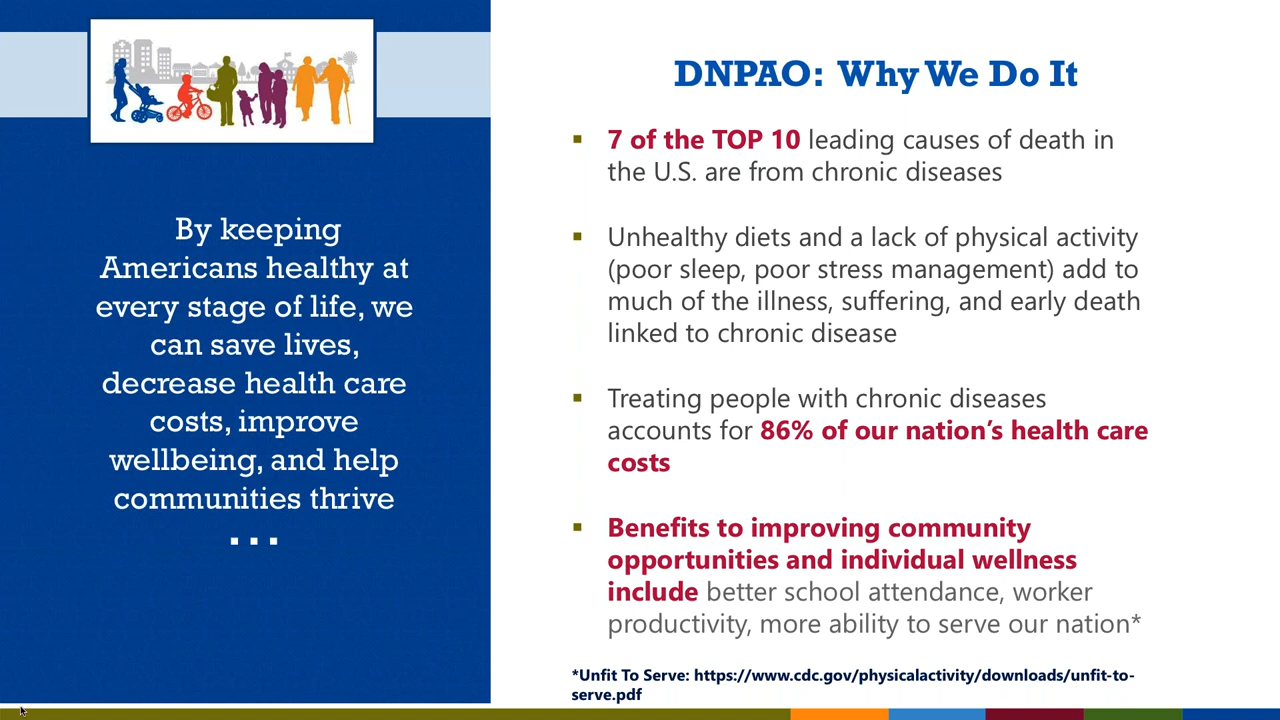 By keeping
Americans healthy at
every stage of life, we
can save lives,
decrease health care
costs, improve
wellbeing, and help
communities thrive
...
DNPAO: Why We Do It
▪ 7 of the TOP 10 leading causes of death in
the U.S. are from chronic diseases
▪ Unhealthy diets and a lack of physical activity
(poor sleep, poor stress management) add to
much of the illness, suffering, and early death
linked to chronic disease
▪ Treating people with chronic diseases
accounts for 86% of our nation’s health care
costs
▪ Benefits to improving community
opportunities and individual wellness
include better school attendance, worker
productivity, more ability to serve our nation*
*Unfit To Serve: https://www.cdc.gov/physicalactivity/downloads/unfit-to-
serve.pdf